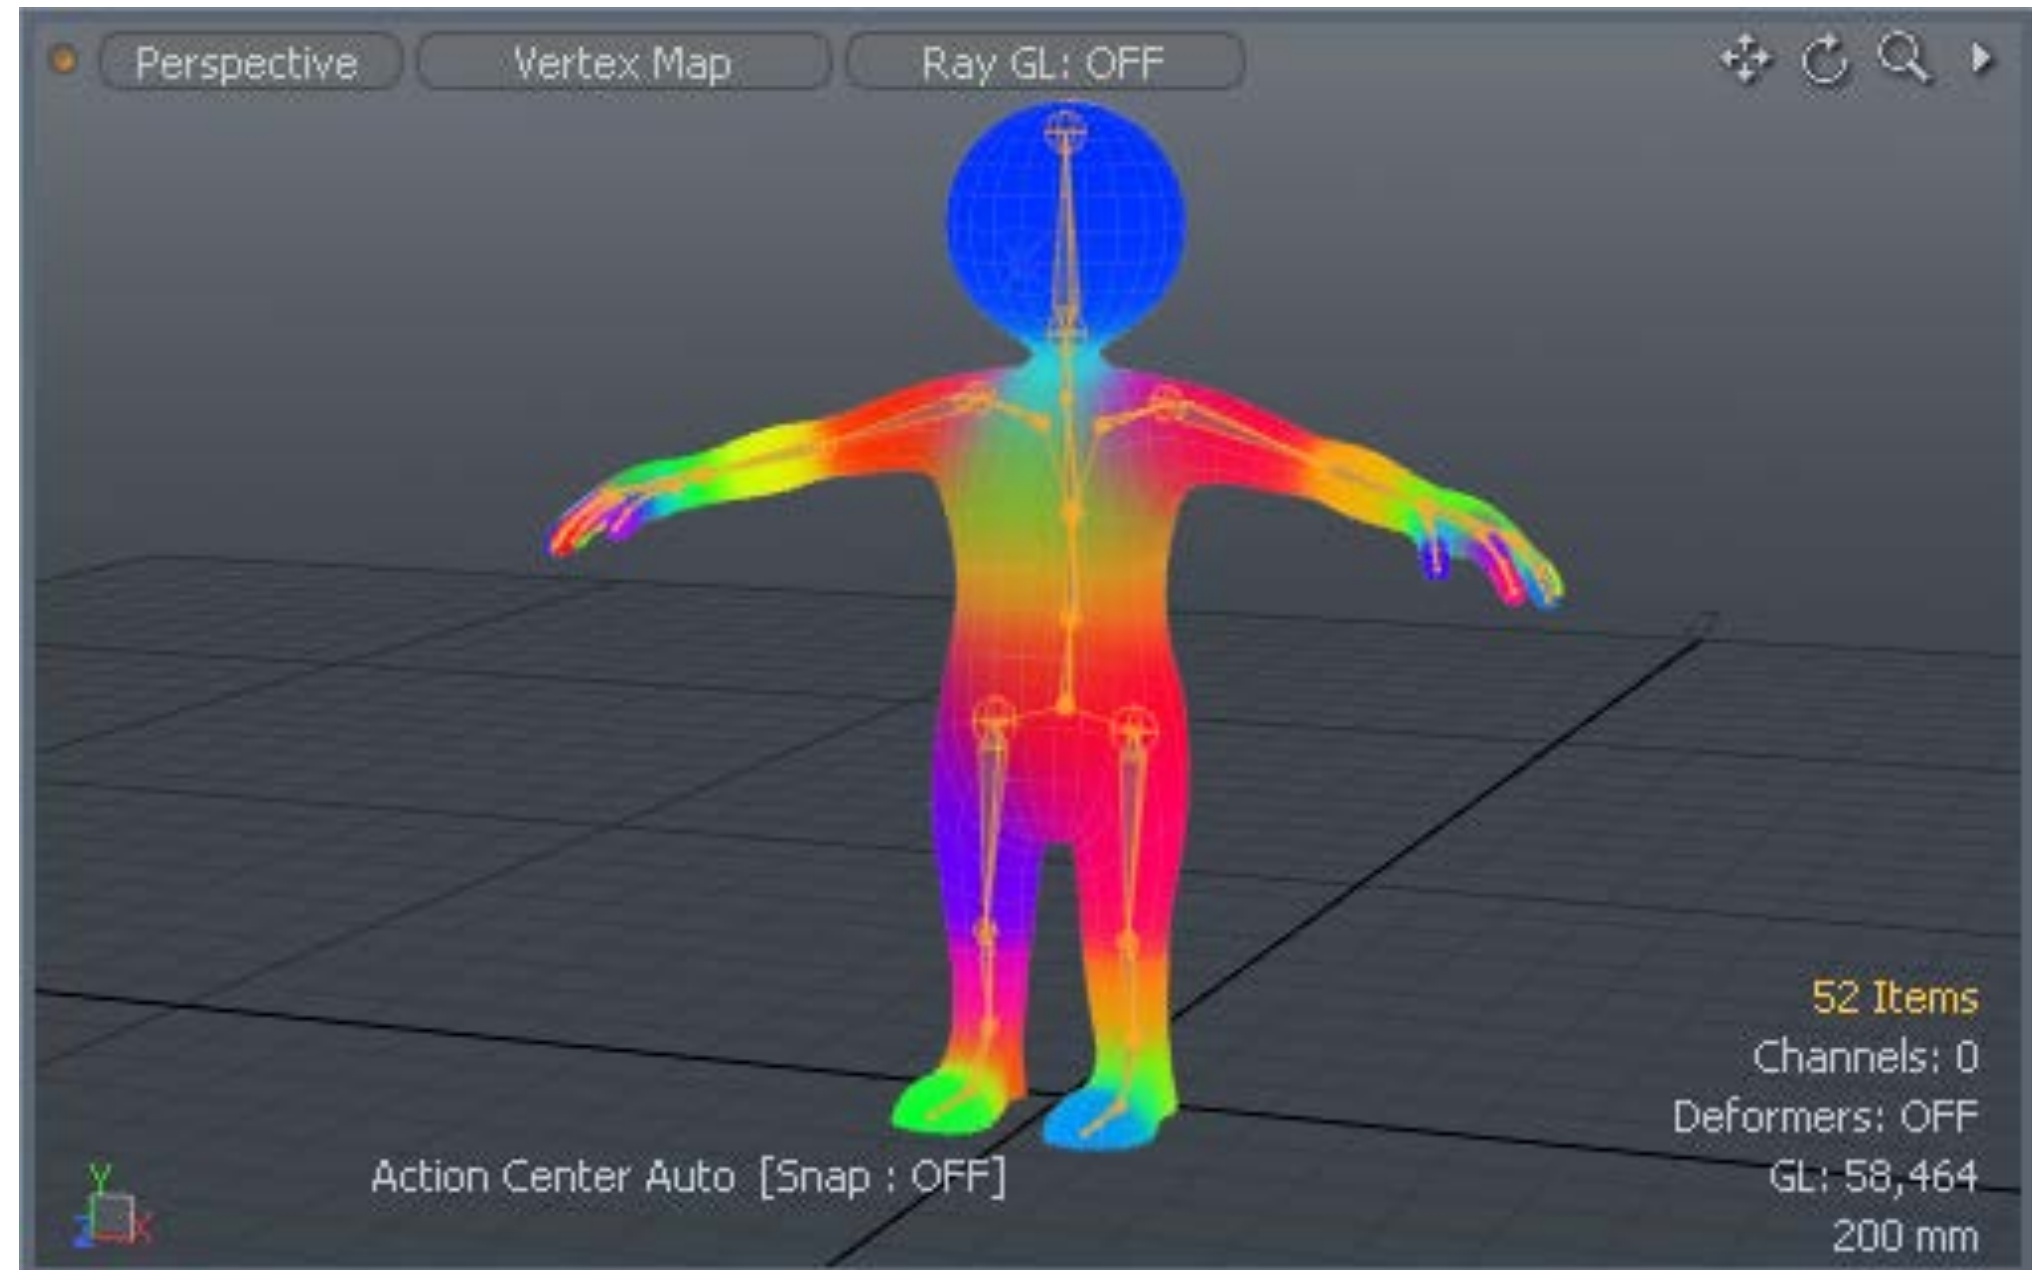 Perspective Vertex Map Ray GL: OFF
52 Items
Channels: 0
Deformers: OFF
GL: 58,464
200 mm
Action Center Auto [Snap : OFF]
Y
Z X